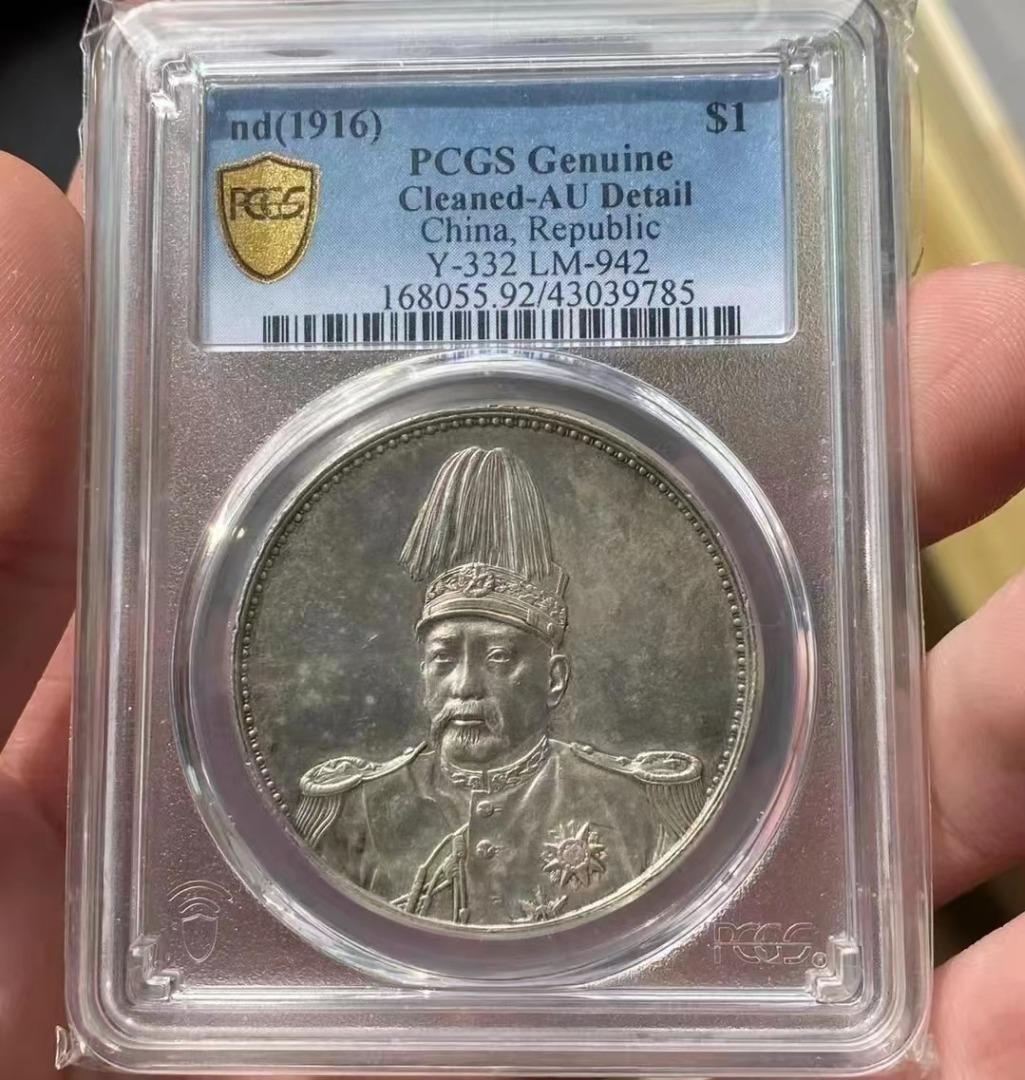 nd(1916) $1
PCGS Genuine
PCGS
Cleaned-AU Detail
China, Republic
Y-332 LM-942
168055.92/43039785
PCGS